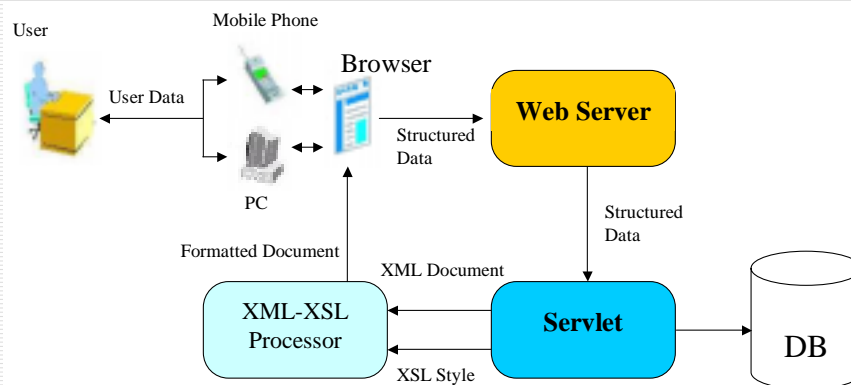 User
Mobile Phone
Browser
User Data
Web Server
Structured
Data
PC
Structured
Data
Formatted Document
XML Document
XML-XSL
Processor
Servlet
DB
XSL Style